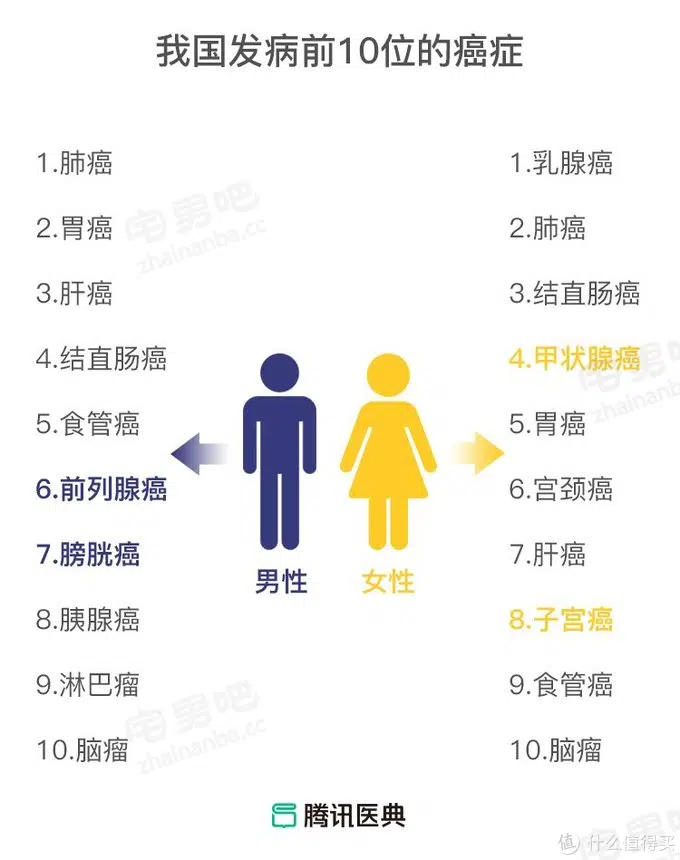 我国发病前10位的癌症
1.肺癌
2.胃癌
3.肝癌
4.结直肠癌
5.食管癌
6.前列腺癌
7.膀胱癌
8.胰腺癌
9.淋巴瘤
10.脑瘤
男性
女性
1.乳腺癌
2.肺癌
3.结直肠癌
4.甲状腺癌
5.胃癌
6.宫颈癌
7.肝癌
8.子宫癌
9.食管癌
10.脑瘤
腾讯医典
宅男吧
zhainanba.cc
宅男吧
zhainanba.cc
值 什么值得买